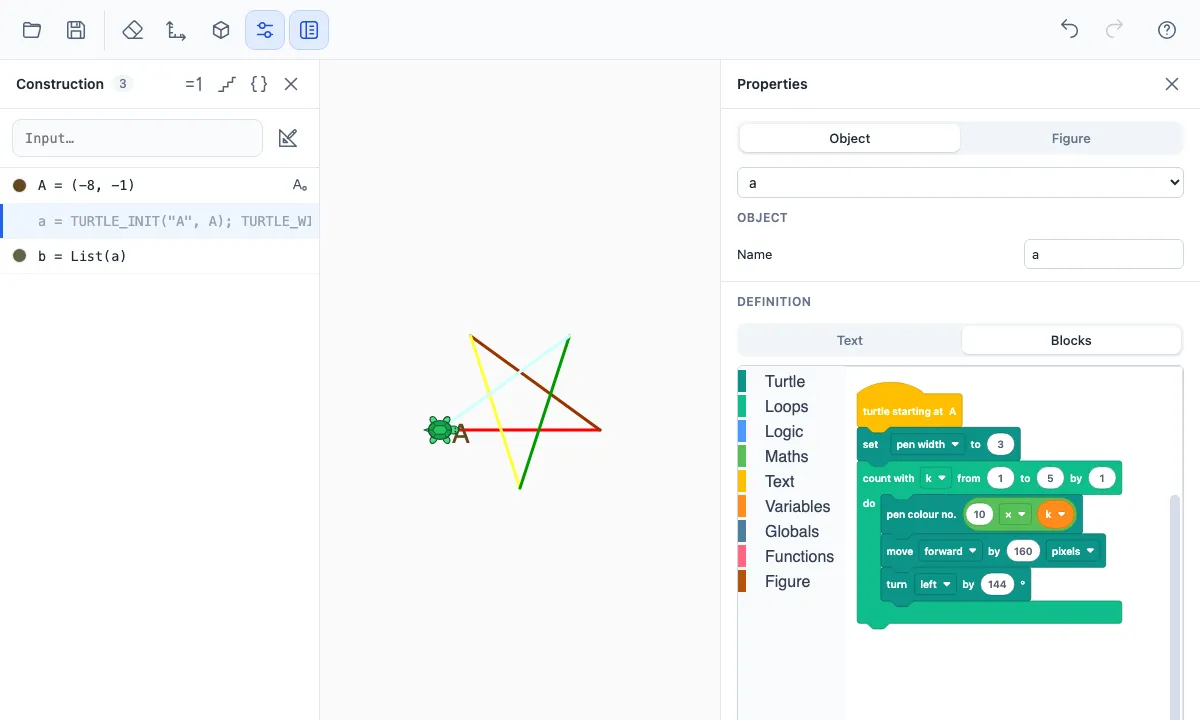 Construction 3 =1 {}
Properties
Object Figure
Input…
a
A = (−8, −1) A
OBJECT
a = TURTLE_INIT("A", A); TURTLE_WI
b = List(a)
Name a
DEFINITION
Text Blocks
Turtle
Loops
Logic
Maths
Text
Variables
Globals
Functions
Figure
turtle starting at A
set pen width to 3
count with k from 1 to 5 by 1
do
pen colour no. 10 × k
move forward by 160 pixels
turn left by 144 °
A